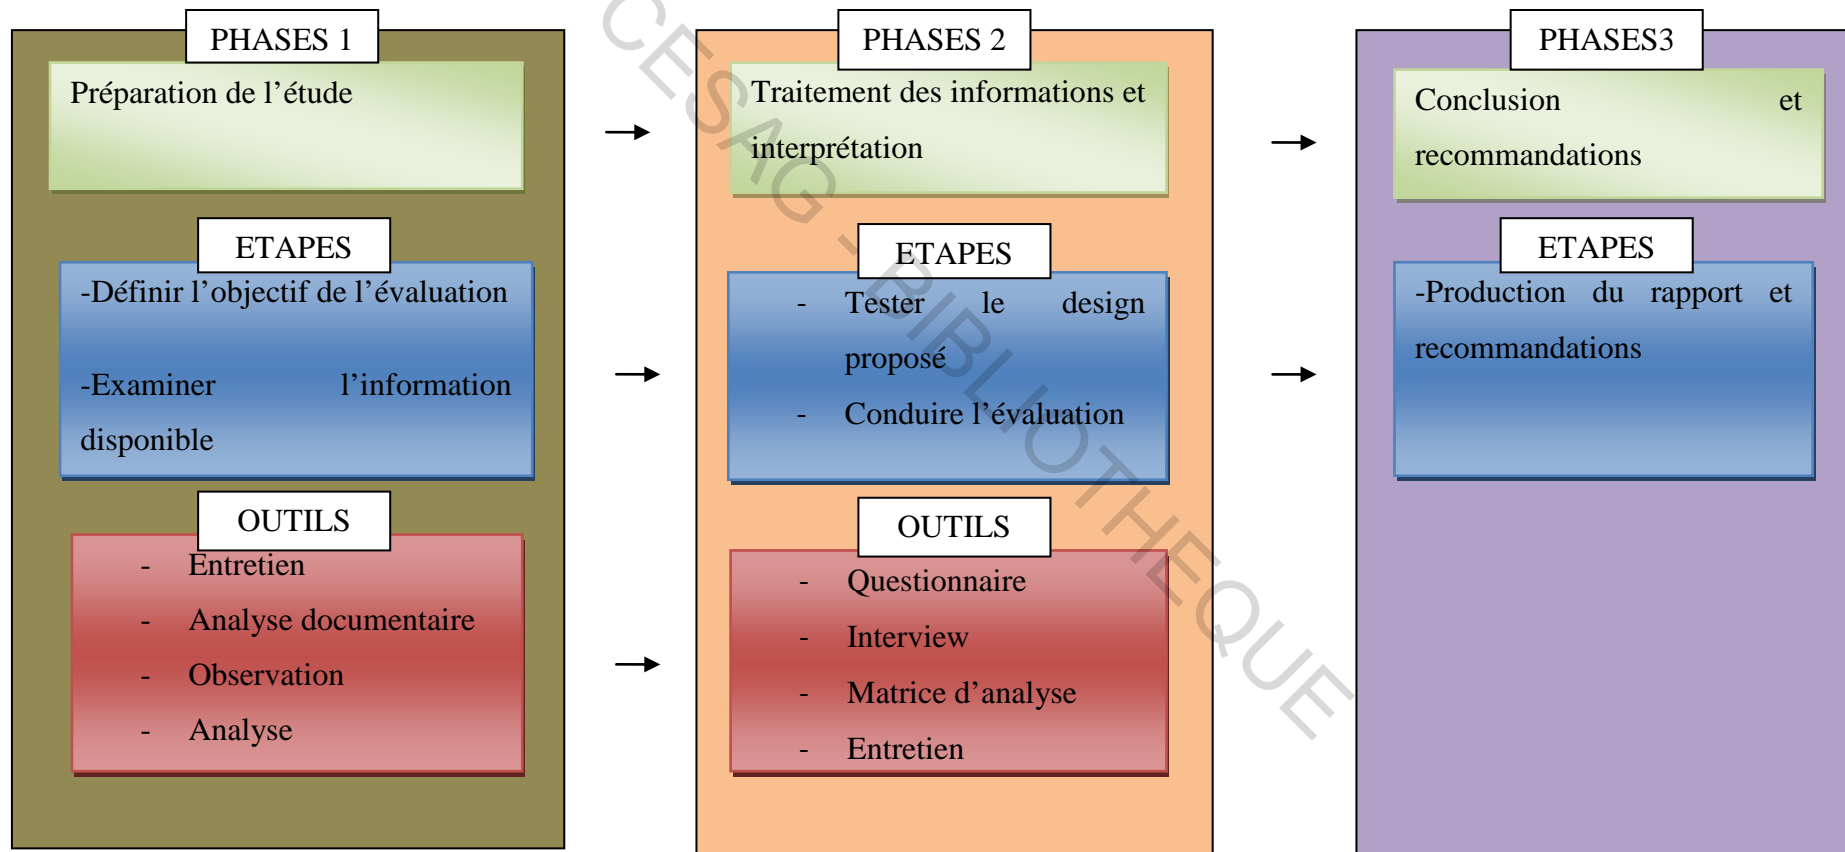 PHASES 1
Préparation de l’étude
ETAPES
-Définir l’objectif de l’évaluation
-Examiner l’information
disponible
OUTILS
- Entretien
- Analyse documentaire
- Observation
- Analyse
PHASES 2
Traitement des informations et
interprétation
ETAPES
- Tester le design
proposé
- Conduire l’évaluation
OUTILS
- Questionnaire
- Interview
- Matrice d’analyse
- Entretien
PHASES3
Conclusion et
recommandations
ETAPES
-Production du rapport et
recommandations
CESAG - BIBLIOTHEQUE